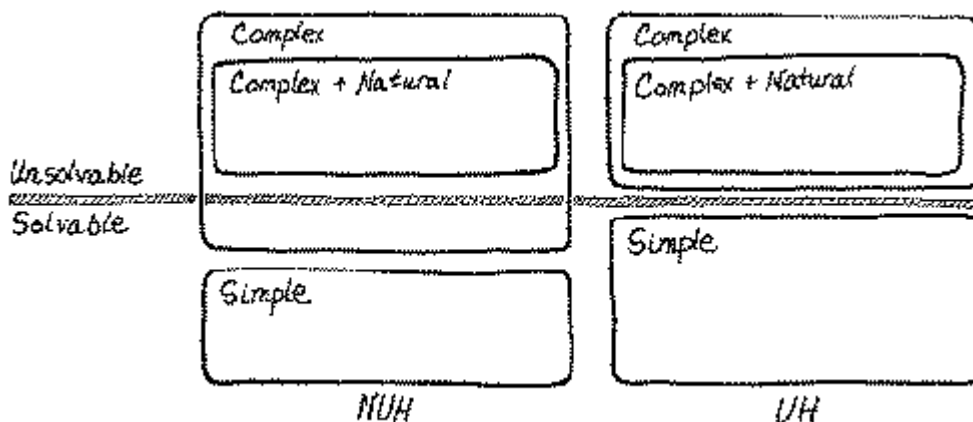 Complex
Complex + Natural
Complex
Complex + Natural
Unsolvable
Solvable
Simple
Simple
NUH
UH